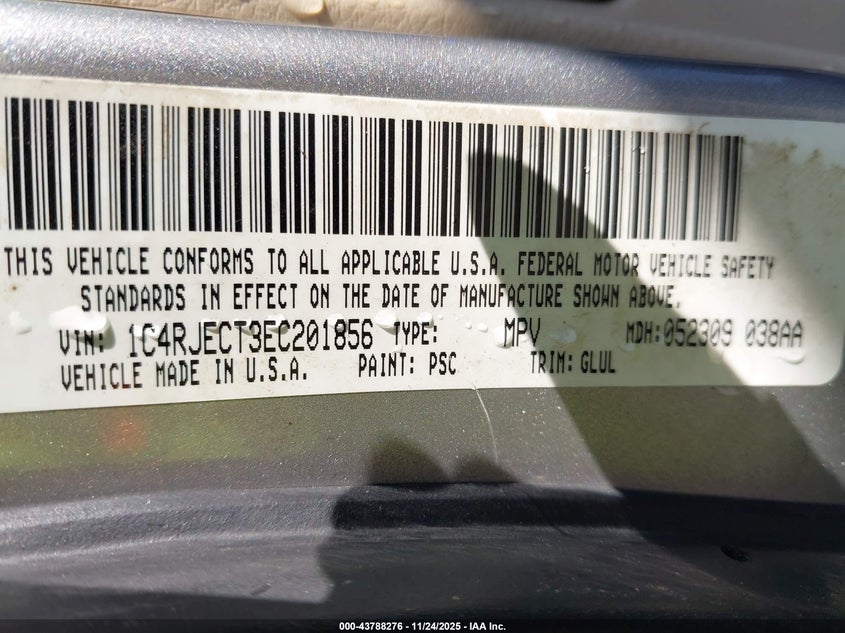 THIS VEHICLE CONFORMS TO ALL APPLICABLE U.S.A. FEDERAL MOTOR VEHICLE SAFETY
STANDARDS IN EFFECT ON THE DATE OF MANUFACTURE SHOWN ABOVE.
VIN: 1C4RJECT3EC201856 TYPE: MPV MDH:052309 038AA
VEHICLE MADE IN U.S.A. PAINT: PSC TRIM: GLUL
000-43788276 - 11/24/2025 - IAA Inc.